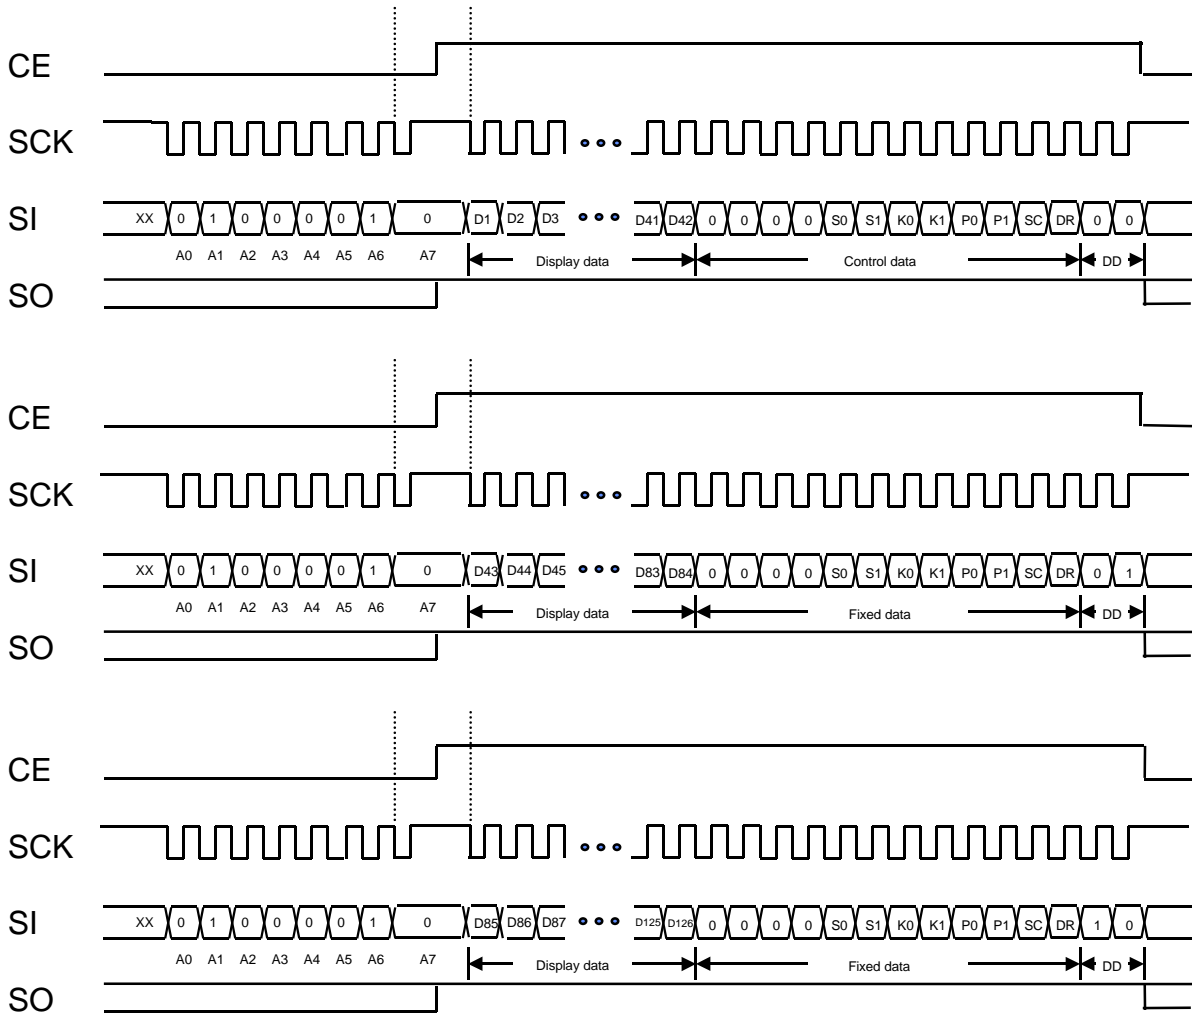 CE
SCK
SI XX 0 1 0 0 0 0 1 0 D1 D2 D3 D41 D42 0 0 0 0 S0 S1 K0 K1 P0 P1 SC DR 0 0
A0 A1 A2 A3 A4 A5 A6 A7 Display data Control data DD
SO
CE
SCK
SI XX 0 1 0 0 0 0 1 0 D43 D44 D45 D83 D84 0 0 0 0 S0 S1 K0 K1 P0 P1 SC DR 0 1
A0 A1 A2 A3 A4 A5 A6 A7 Display data Fixed data DD
SO
CE
SCK
SI XX 0 1 0 0 0 0 1 0 D85 D86 D87 D125 D126 0 0 0 0 S0 S1 K0 K1 P0 P1 SC DR 1 0
A0 A1 A2 A3 A4 A5 A6 A7 Display data Fixed data DD
SO